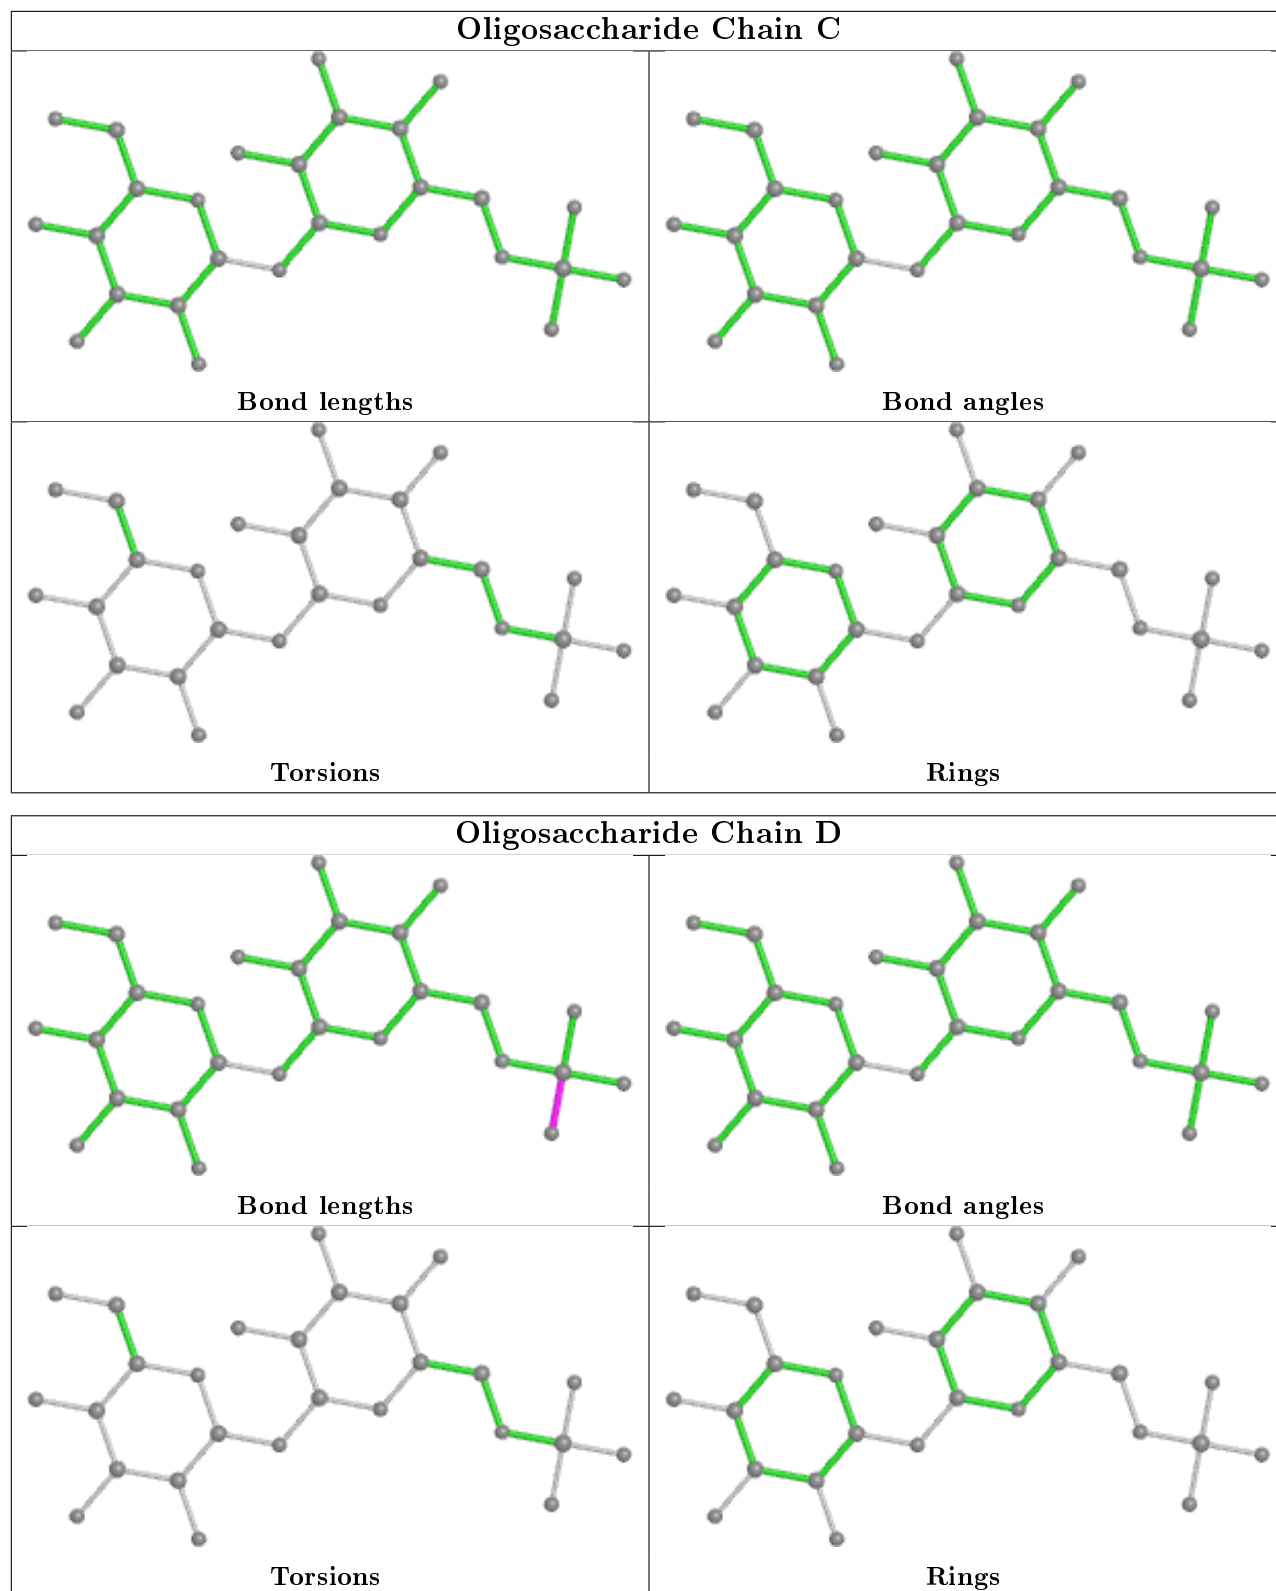 Oligosaccharide Chain C
Bond lengths
Bond angles
Torsions
Rings
Oligosaccharide Chain D
Bond lengths
Bond angles
Torsions
Rings